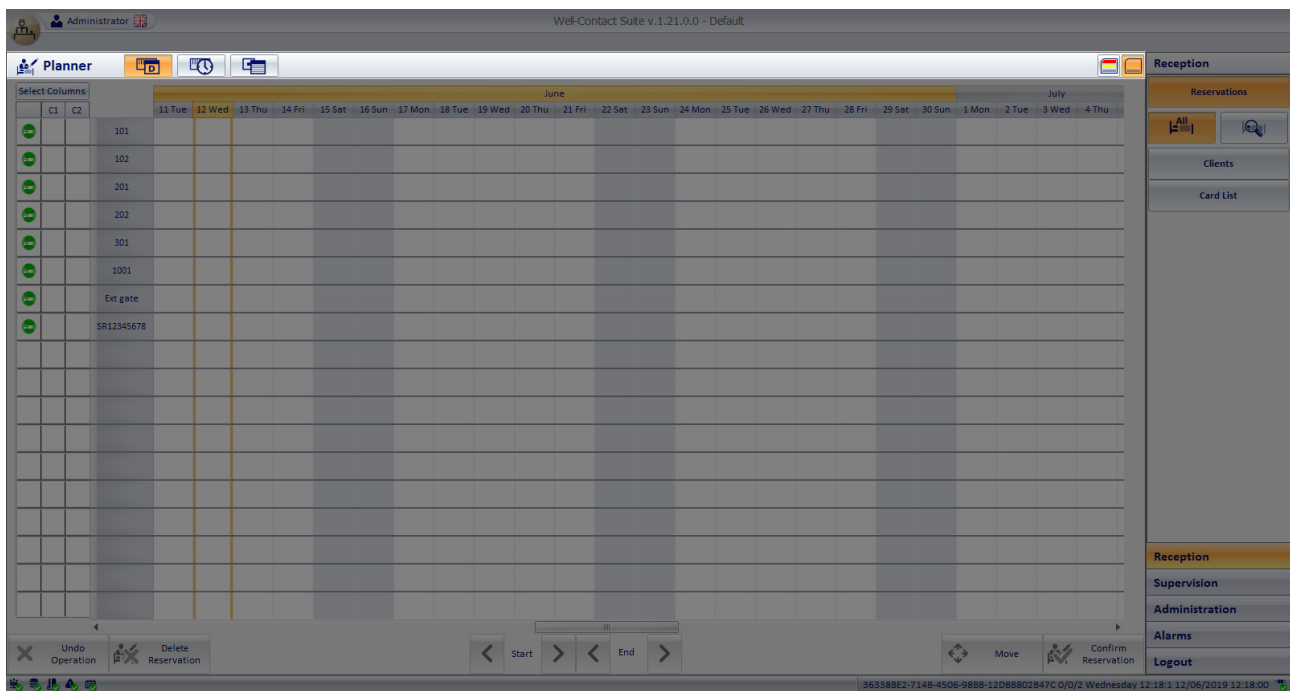 Administrator
Well-Contact Suite v.1.21.0.0 - Default
Planner
D
Reception
Select Columns
June
July
C1 C2
11 Tue 12 Wed 13 Thu 14 Fri 15 Sat 16 Sun 17 Mon 18 Tue 19 Wed 20 Thu 21 Fri 22 Sat 23 Sun 24 Mon 25 Tue 26 Wed 27 Thu 28 Fri 29 Sat 30 Sun 1 Mon 2 Tue 3 Wed 4 Thu
101
102
201
202
301
1001
Ext gate
SR12345678
Reservations
All
Clients
Card List
Reception
Supervision
Administration
Alarms
Logout
Undo Operation
Delete Reservation
Start
End
Move
Confirm Reservation
36338BE2-714B-4506-98BB-12DBB802B47C 0/0/2 Wednesday 12:18:1 12/06/2019 12:18:00